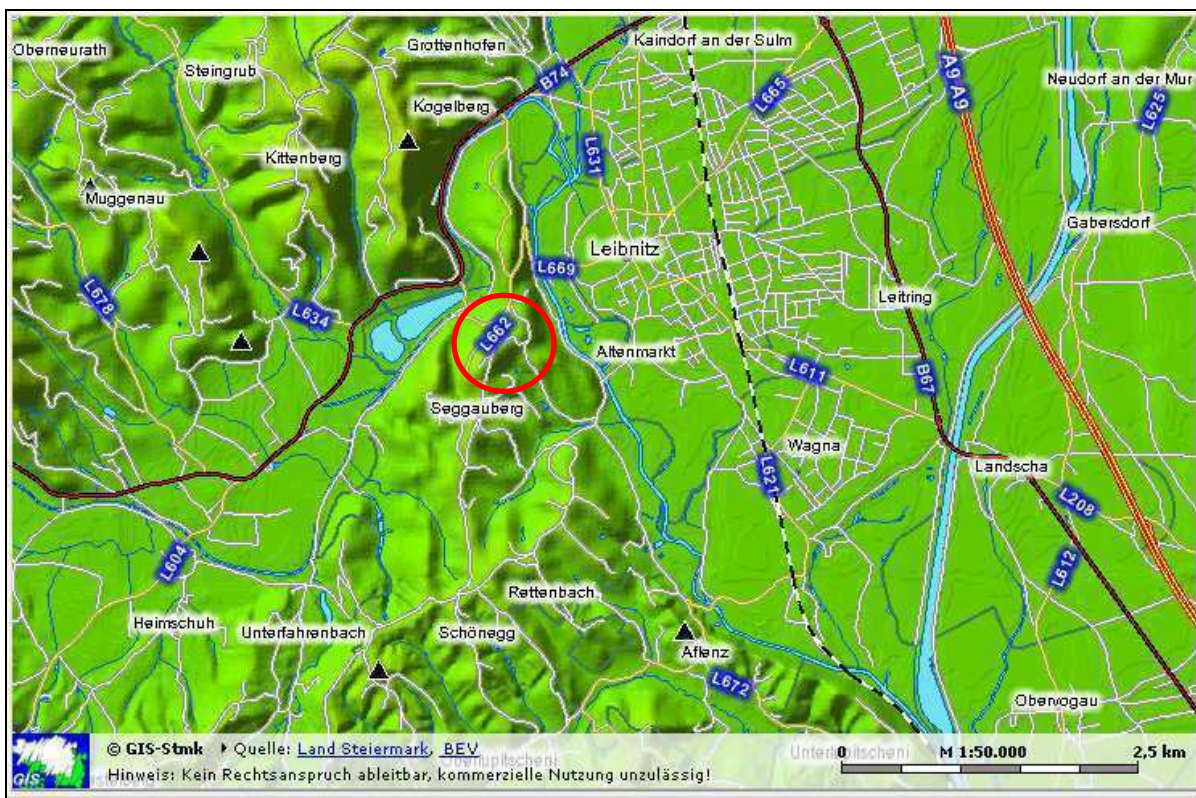 Oberneurath
Grottenhofen
Kaindorf an der Sulm
Steingrub
B74
A9 A9
Neudorf an der Mur
L665
L625
Kogelberg
L631
Kittenberg
Muggenau
Gabersdorf
Leibnitz
L669
L678
Leitring
L634
L662
Altenmarkt
L611
B67
Seggauberg
Wagna
Landscha
L621
L208
L604
L612
Rettenbach
Heimschuh
Unterfahrenbach
Schönegg
Aflenz
L672
Obervogau
© GIS-Stmk Quelle: Land Steiermark, BEV
Oberlupitscheni
Unterlupitscheni
0 M 1:50.000 2,5 km
GIS
Hinweis: Kein Rechtsanspruch ableitbar, kommerzielle Nutzung unzulässig!